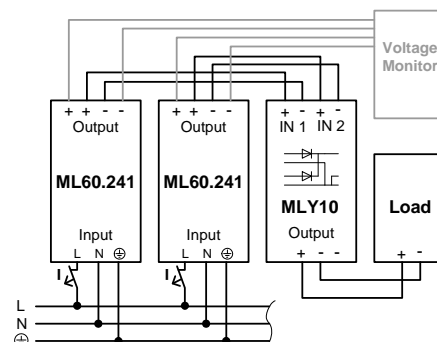 Voltage
Monitor
+ + - -
Output
ML60.241
Input
L N ⏚
I
+ + - -
Output
ML60.241
Input
L N ⏚
I
+ - + -
IN 1 IN 2
MLY10
Output
+ - -
Load
+ -
L
N
⏚